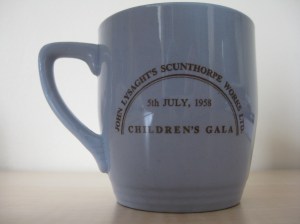 JOHN LYSAGHT'S SCUNTHORPE WORKS LTD.
5th JULY, 1958
CHILDREN'S GALA